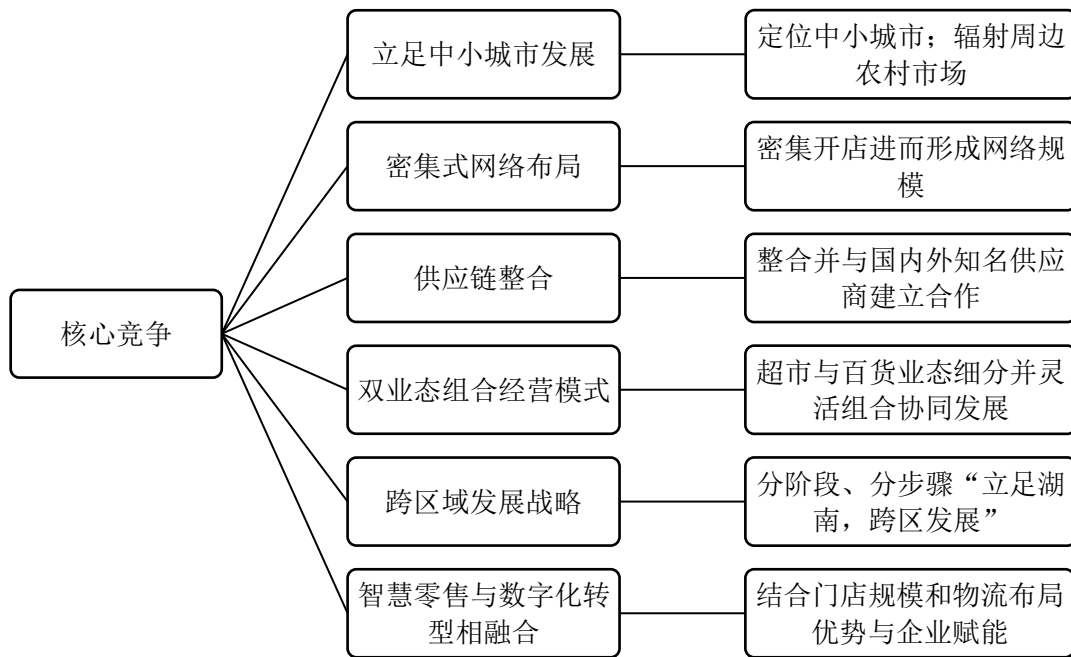 核心竞争
立足中小城市发展
定位中小城市；辐射周边
农村市场
密集式网络布局
密集开店进而形成网络规
模
供应链整合
整合并与国内外知名供应
商建立合作
双业态组合经营模式
超市与百货业态细分并灵
活组合协同发展
跨区域发展战略
分阶段、分步骤“立足湖
南，跨区发展”
智慧零售与数字化转
型相融合
结合门店规模和物流布局
优势与企业赋能